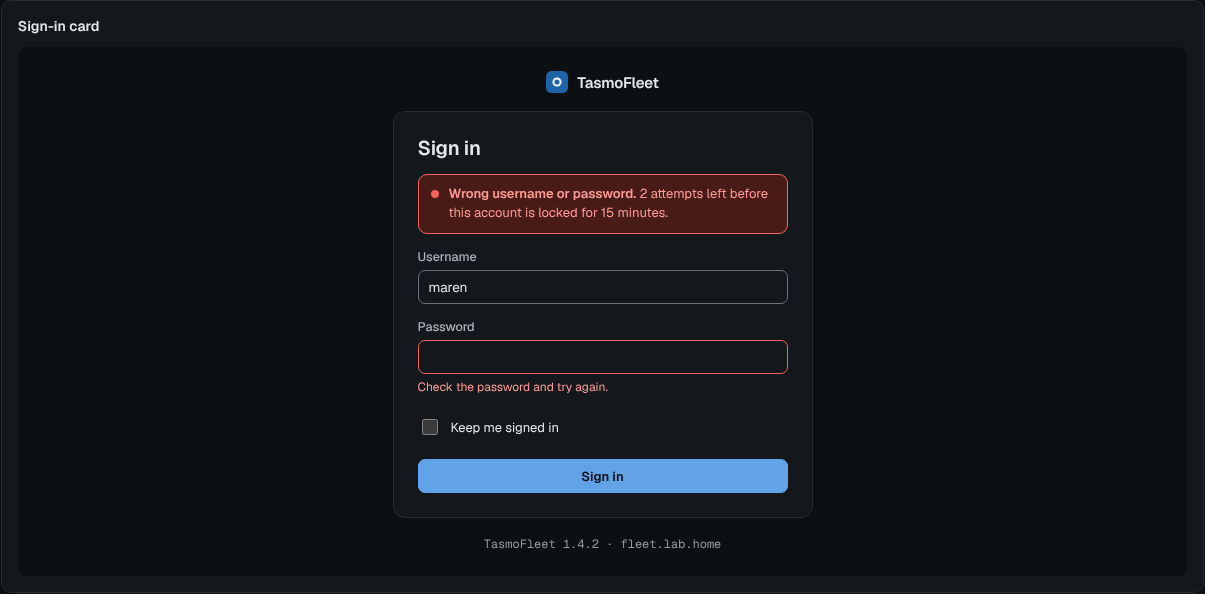 Sign-in card
TasmoFleet
Sign in
Wrong username or password. 2 attempts left before
this account is locked for 15 minutes.
Username
maren
Password
Check the password and try again.
Keep me signed in
Sign in
TasmoFleet 1.4.2 · fleet.lab.home